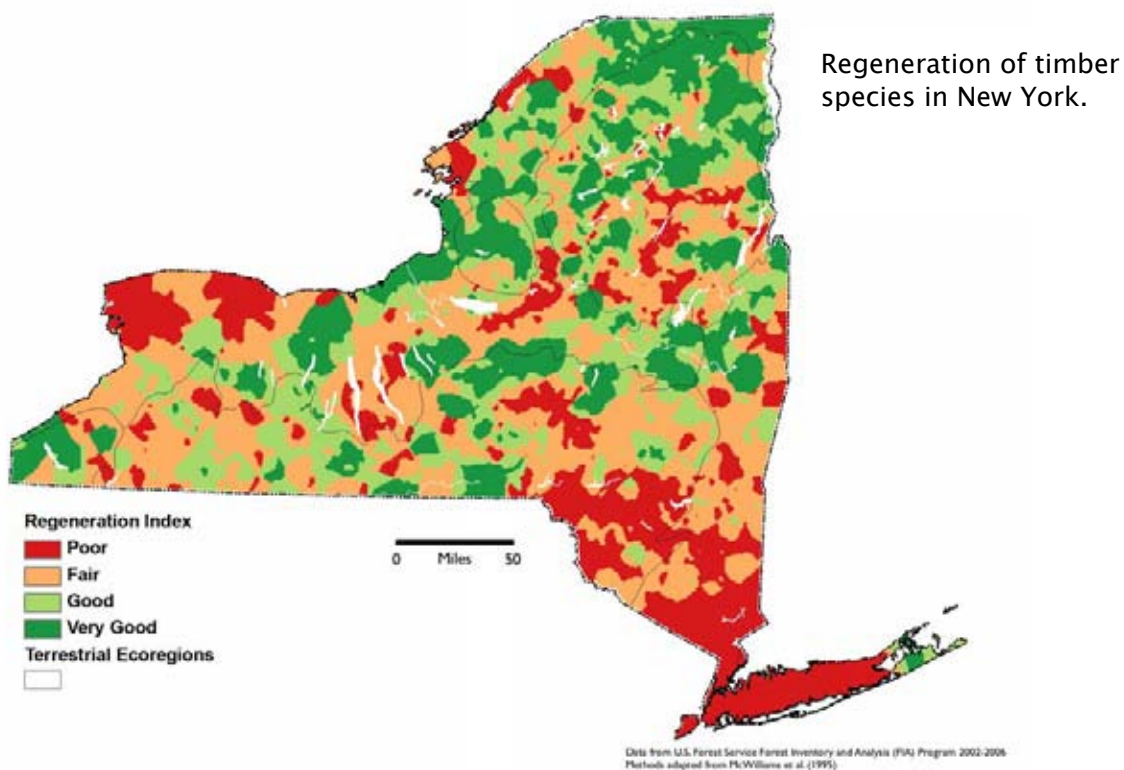 Regeneration of timber
species in New York.
Regeneration Index
Poor
Fair
Good
Very Good
Terrestrial Ecoregions
0 Miles 50
Data from U.S. Forest Service Forest Inventory and Analysis (FIA) Program 2002-2006
Methods adapted from McWilliams et al. (1995)